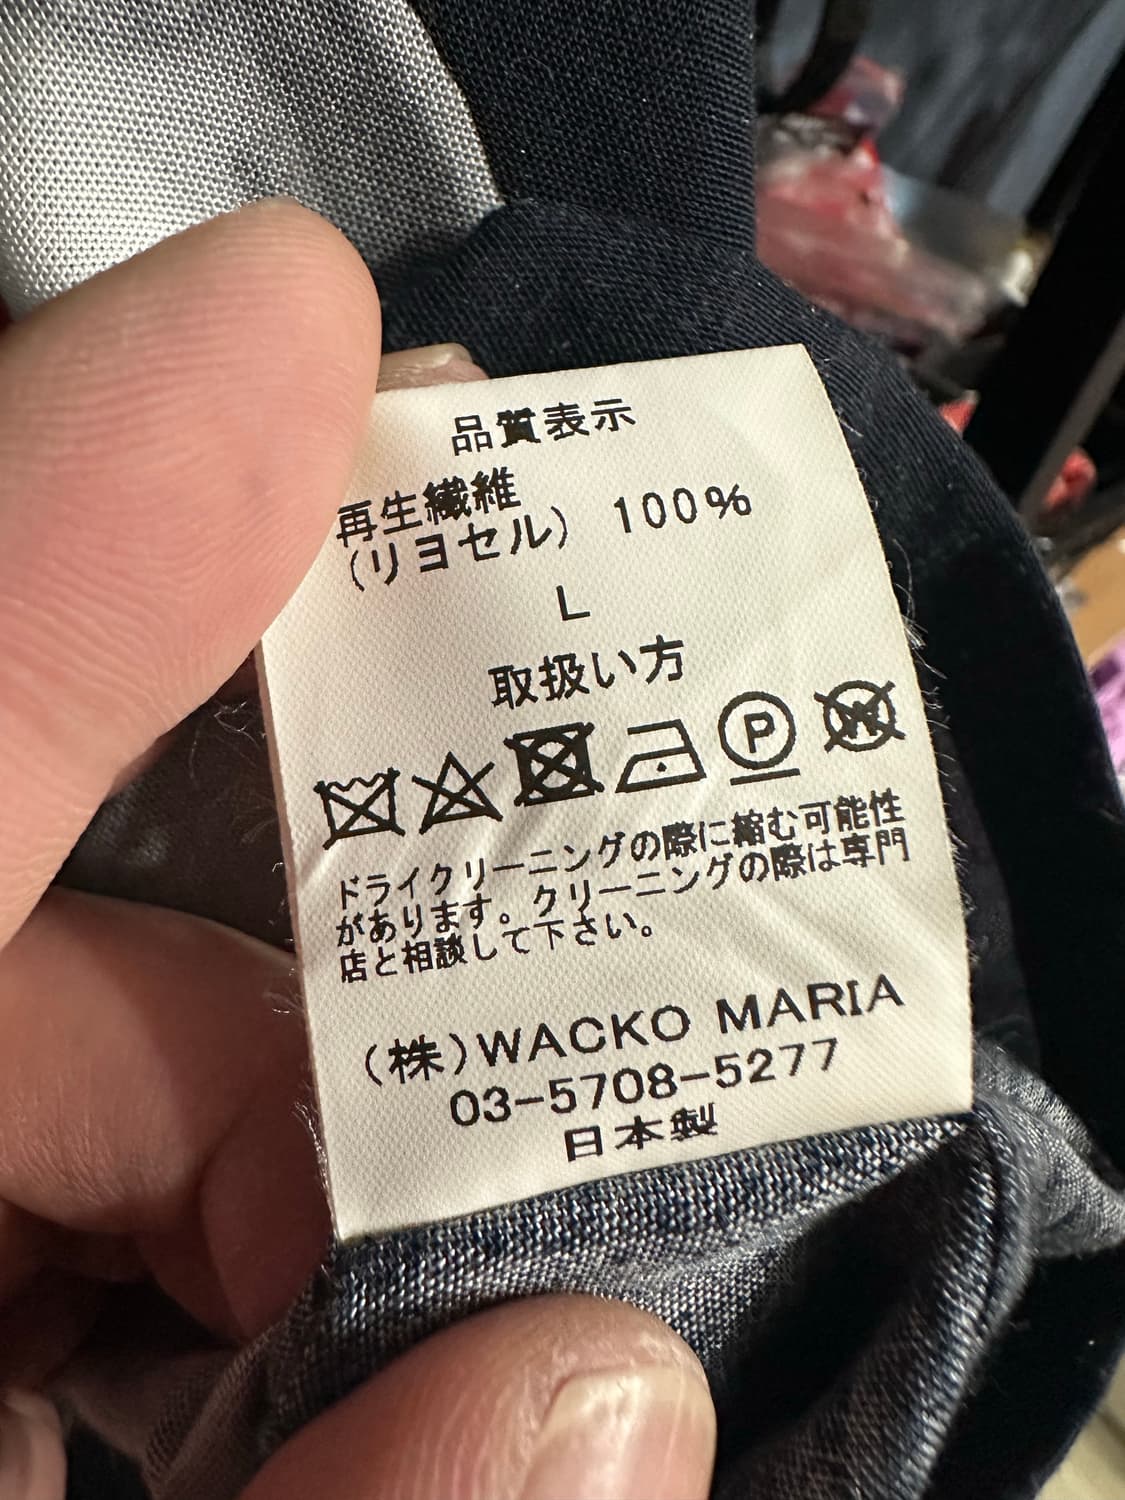 品質表示
再生繊維
(リヨセル) 100%
L
取扱い方
P W
ドライクリーニングの際に縮む可能性
があります。クリーニングの際は専門
店と相談して下さい。
(株)WACKO MARIA
03-5708-5277
日本製